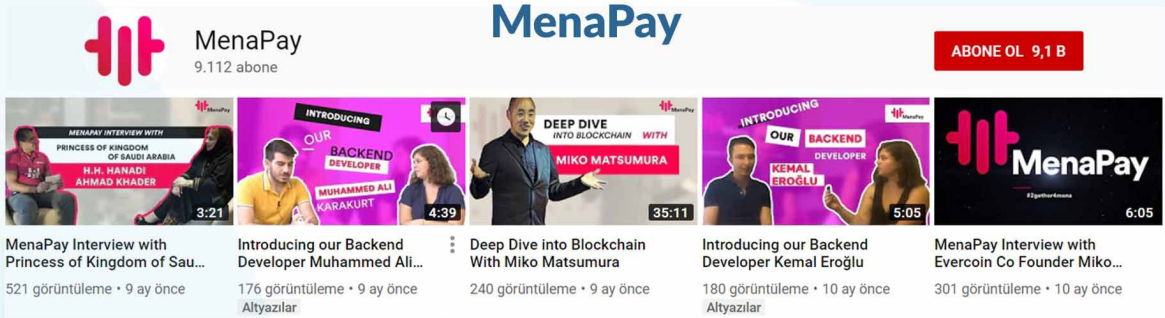 MenaPay
MenaPay
9.112 abone
ABONE OL 9,1 B
MenaPay
MENAPAY INTERVIEW WITH
PRINCESS OF KINGDOM
OF SAUDI ARABIA
H.H. HANADI
AHMAD KHADER
3:21
INTRODUCING
OUR
BACKEND
DEVELOPER
MUHAMMED ALI
KARAKURT
4:39
MenaPay
DEEP DIVE
INTO BLOCKCHAIN WITH
MIKO MATSUMURA
35:11
MenaPay
INTRODUCING
OUR BACKEND
DEVELOPER
KEMAL
EROĞLU
5:05
MenaPay
#2gether4mena
6:05
MenaPay Interview with
Princess of Kingdom of Sau...
521 görüntüleme • 9 ay önce
Introducing our Backend
Developer Muhammed Ali...
176 görüntüleme • 9 ay önce
Altyazılar
Deep Dive into Blockchain
With Miko Matsumura
240 görüntüleme • 9 ay önce
Introducing our Backend
Developer Kemal Eroğlu
180 görüntüleme • 10 ay önce
Altyazılar
MenaPay Interview with
Evercoin Co Founder Miko...
301 görüntüleme • 10 ay önce